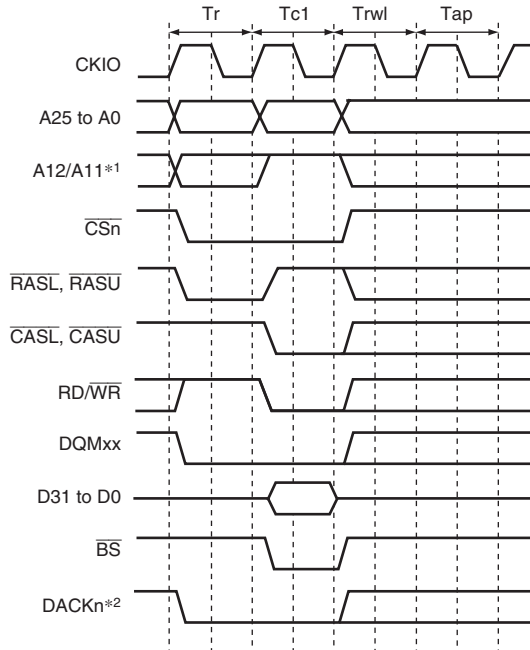 Tr Tc1 Trwl Tap
CKIO
A25 to A0
A12/A11*1
CSn
RASL, RASU
CASL, CASU
RD/WR
DQMxx
D31 to D0
BS
DACKn*2